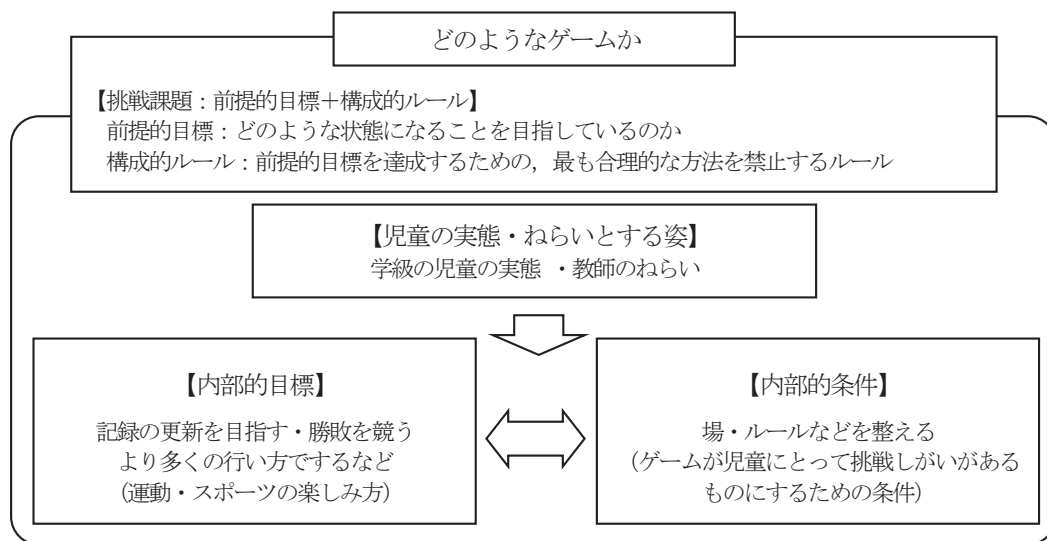 どのようなゲームか
【挑戦課題：前提的目標＋構成的ルール】
前提的目標：どのような状態になることを目指しているのか
構成的ルール：前提的目標を達成するための，最も合理的な方法を禁止するルール
【児童の実態・ねらいとする姿】
学級の児童の実態 ・教師のねらい
【内部的目標】
記録の更新を目指す・勝敗を競う
より多くの行い方でするなど
（運動・スポーツの楽しみ方）
【内部的条件】
場・ルールなどを整える
（ゲームが児童にとって挑戦しがいがある
ものにするための条件）